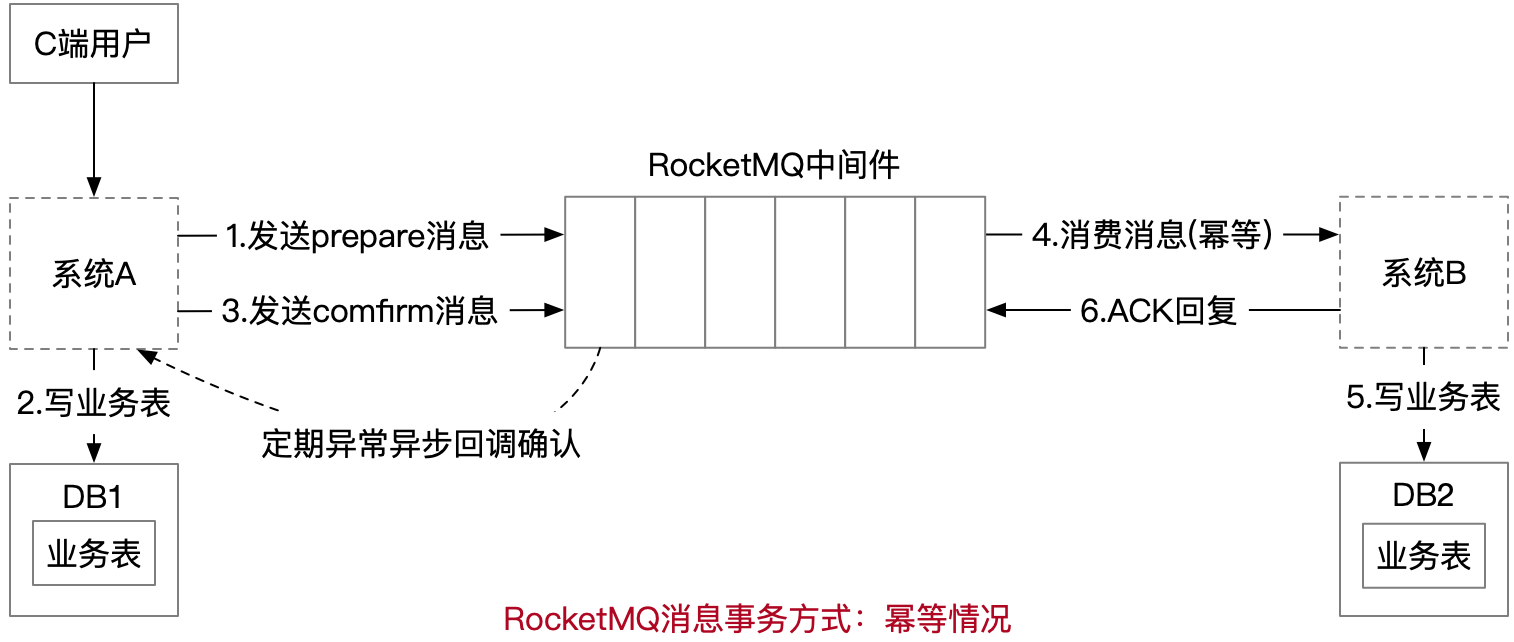 C端用户
RocketMQ中间件
1.发送prepare消息
4.消费消息(幂等)
系统A
系统B
3.发送comfirm消息
6.ACK回复
2.写业务表
5.写业务表
定期异常异步回调确认
DB1
DB2
业务表
业务表
RocketMQ消息事务方式：幂等情况